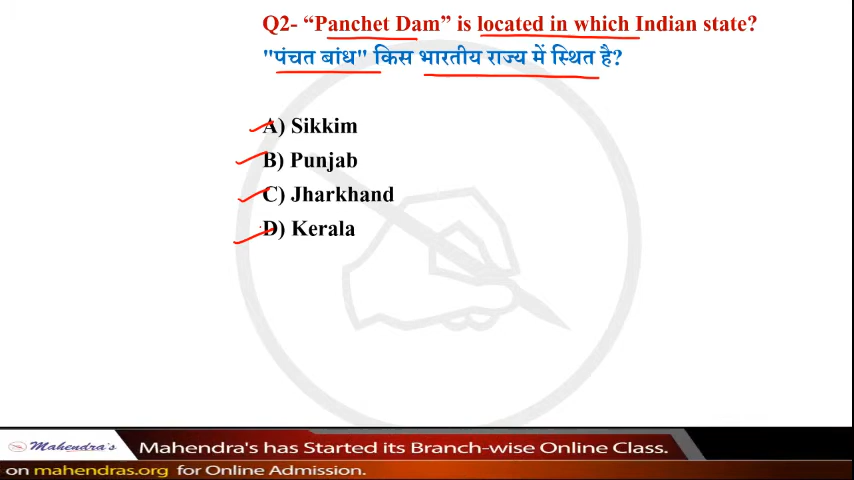 Q2- “Panchet Dam” is located in which Indian state?
"पंचत बांध" किस भारतीय राज्य में स्थित है?
A) Sikkim
B) Punjab
C) Jharkhand
D) Kerala
Mahendra's
Mahendra's has Started its Branch-wise Online Class.
on mahendras.org for Online Admission.